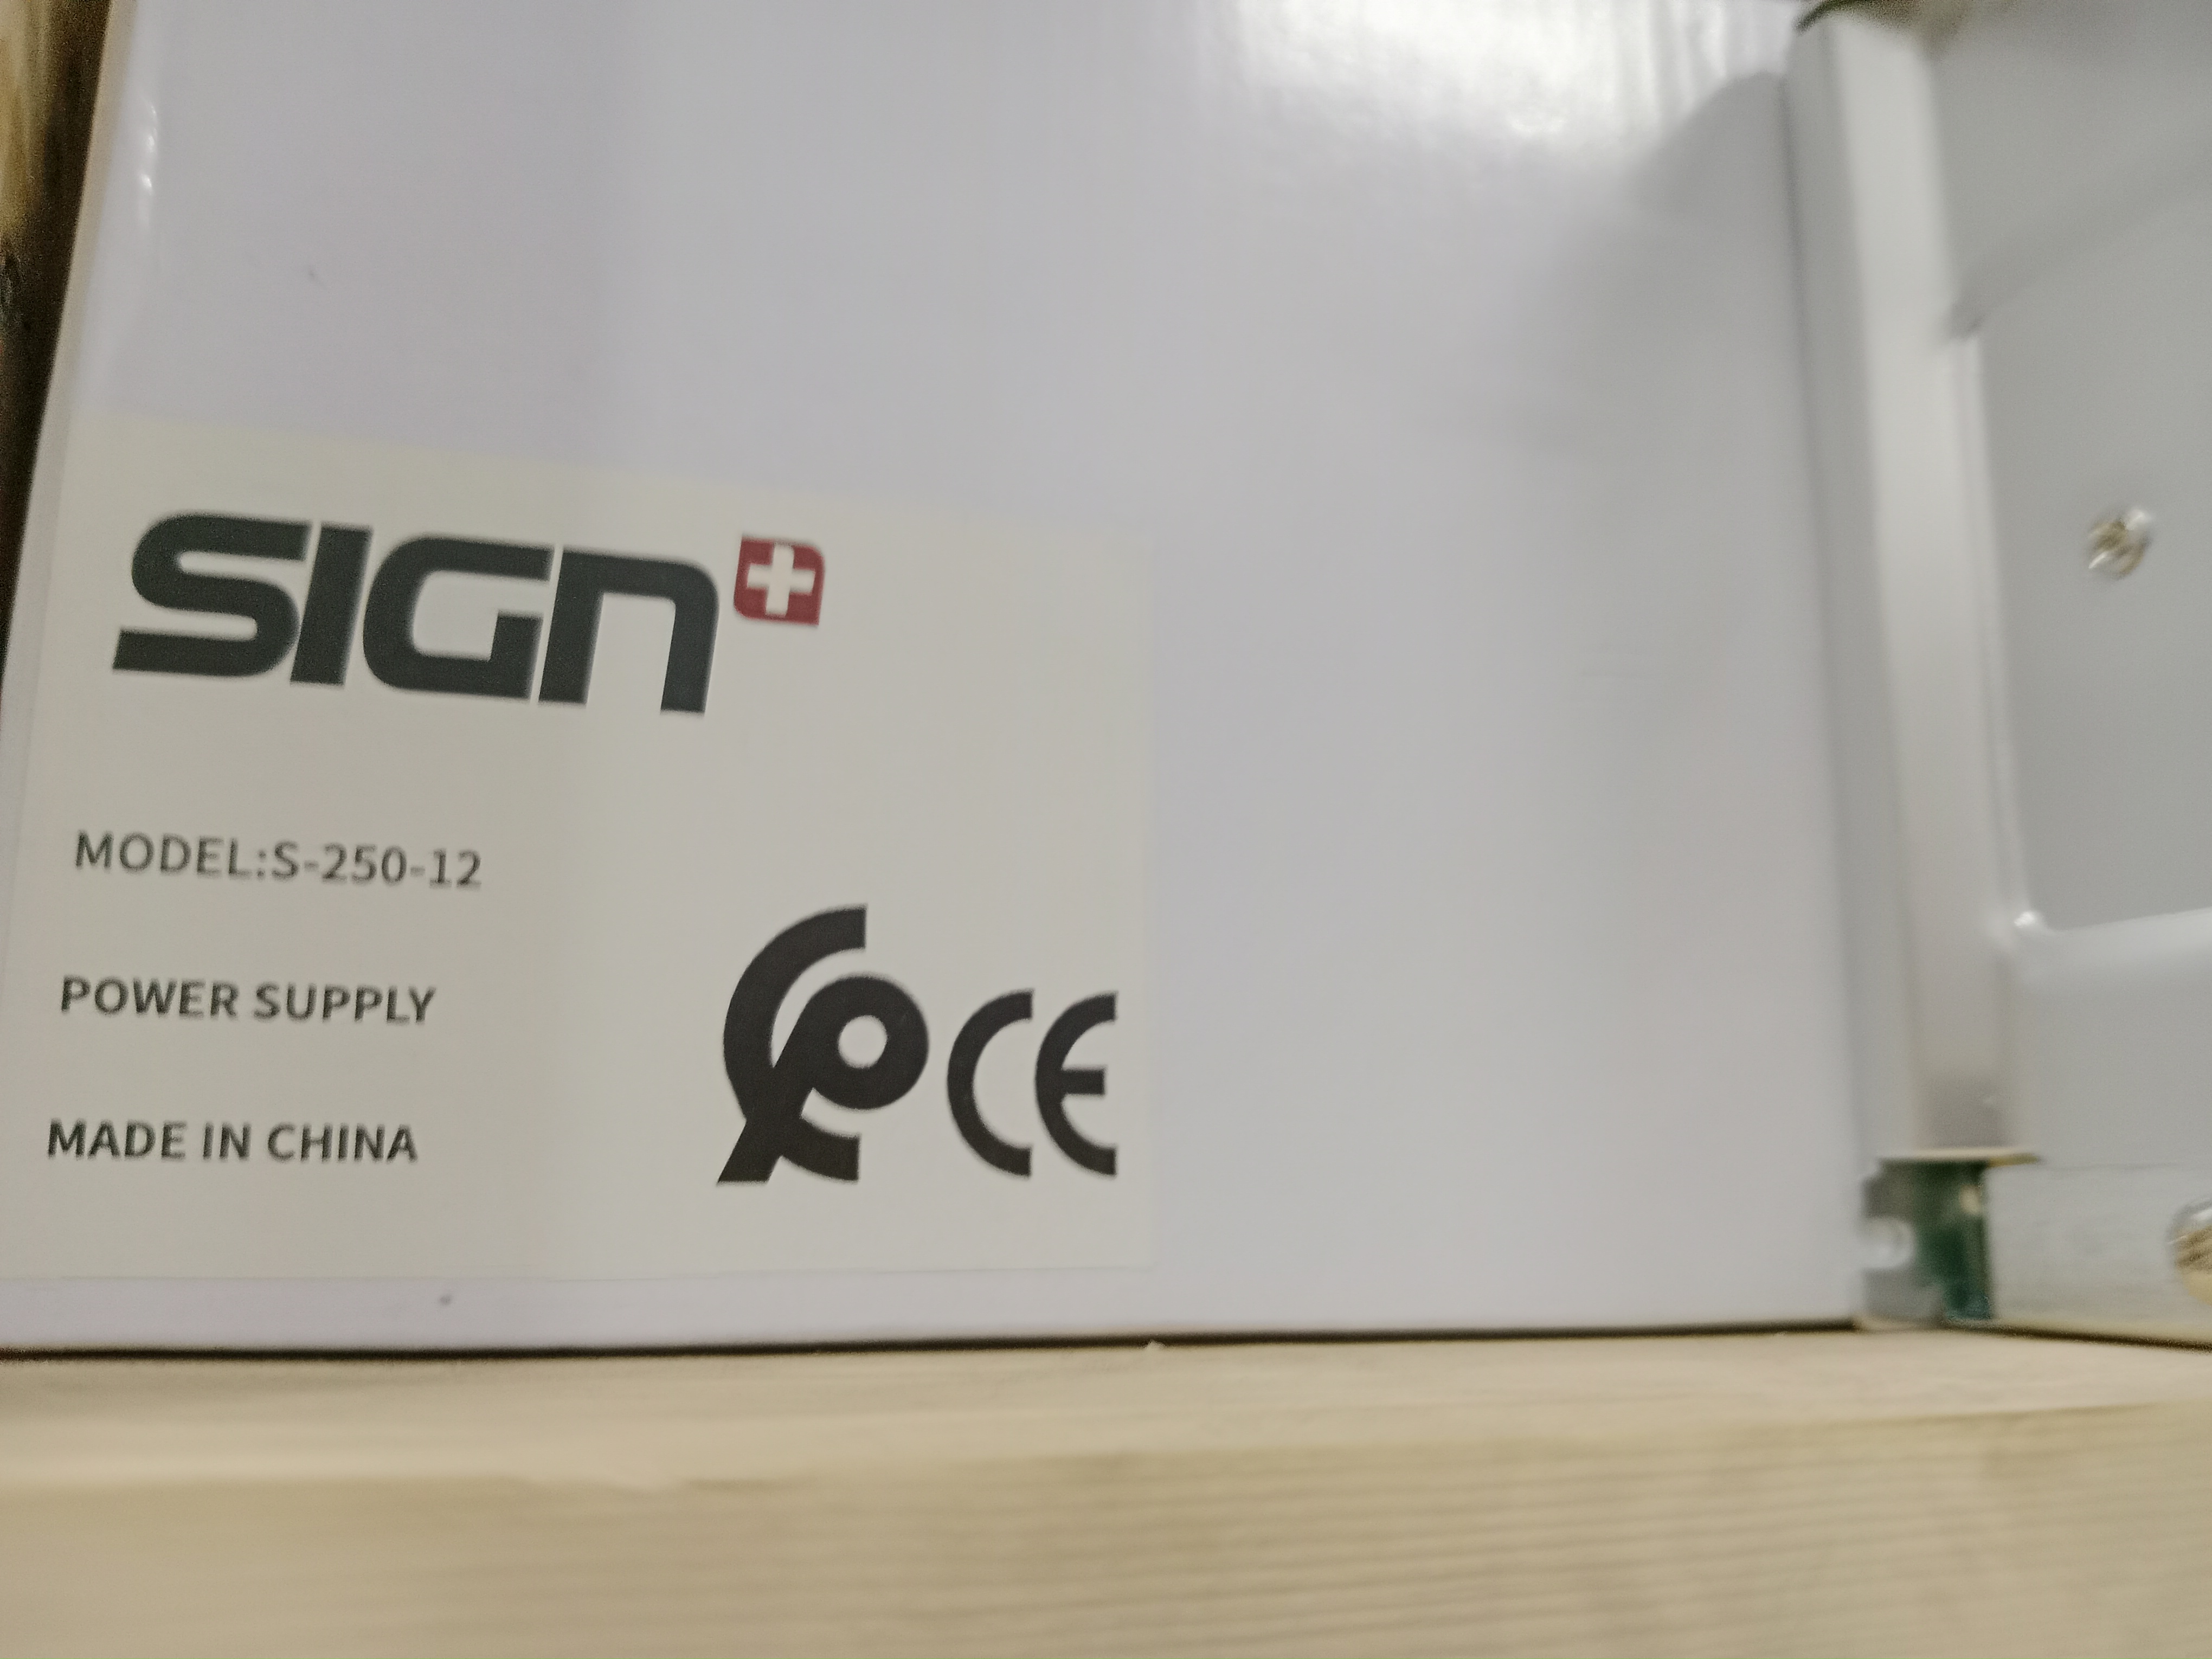 SIGN
MODEL:S-250-12
POWER SUPPLY
MADE IN CHINA
CE